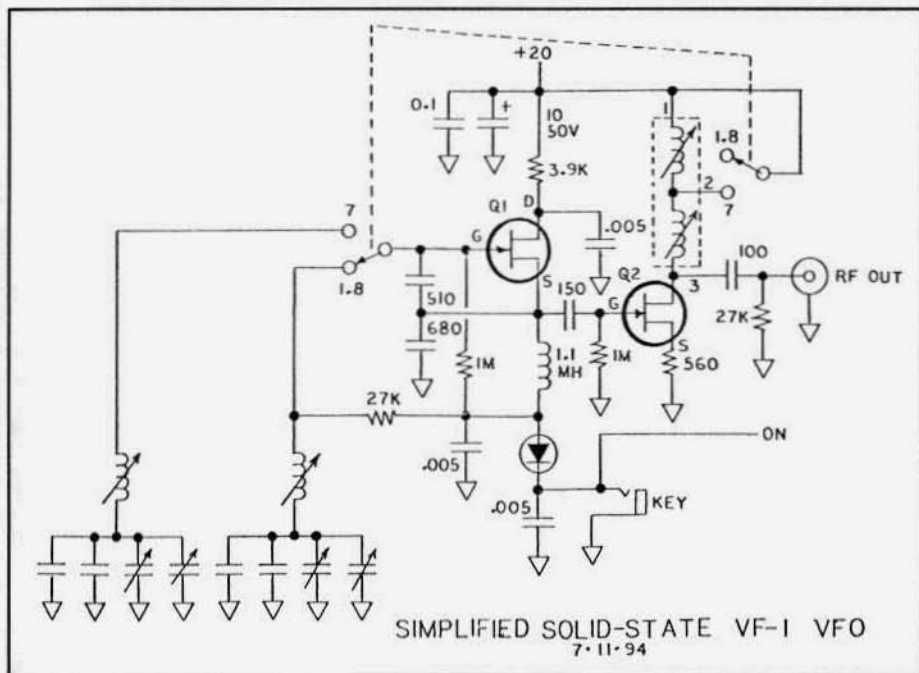 +20
0.1
+
10
50V
1
1.8
3.9K
2
7
7
Q1
D
.005
G
100
1.8
510
S
150
Q2
3
RF OUT
G
680
27K
1M
1.1
MH
1M
S
560
27K
ON
.005
.005
KEY
SIMPLIFIED SOLID-STATE VF-1 VFO
7·11·94